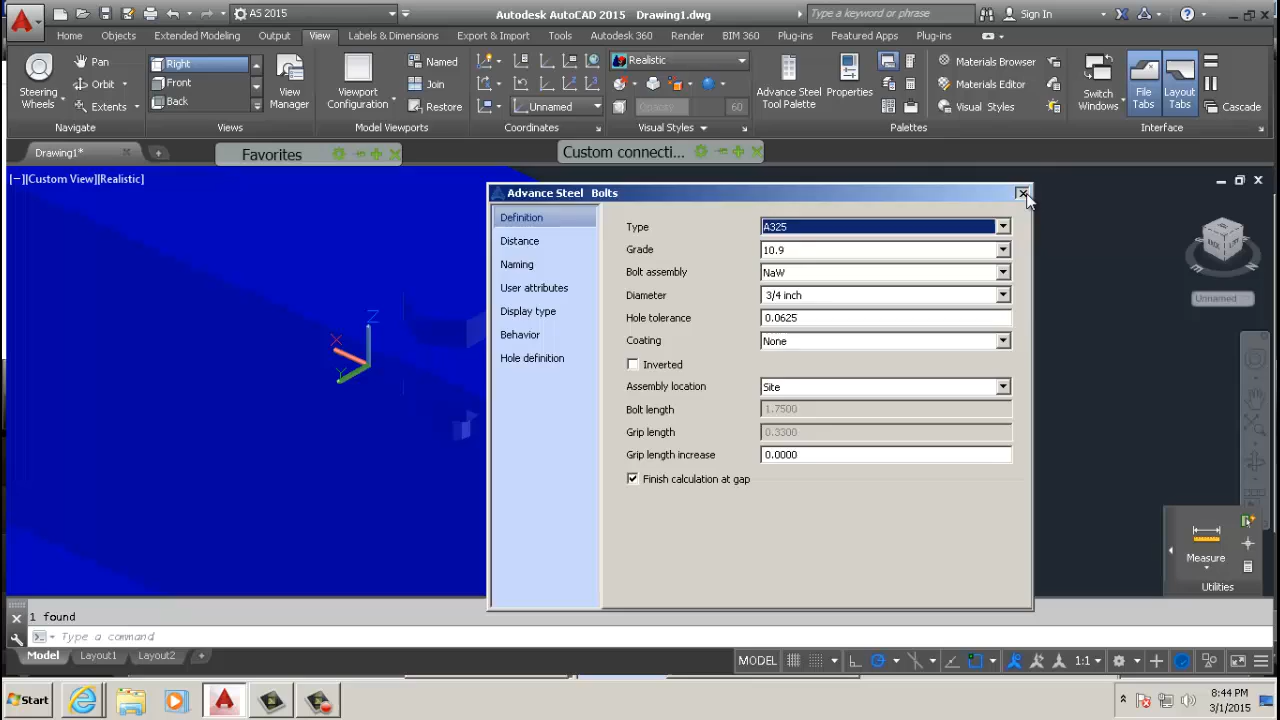 AS 2015
Autodesk AutoCAD 2015 Drawing1.dwg
Type a keyword or phrase
Sign In
Home
Objects
Extended Modeling
Output
View
Labels & Dimensions
Export & Import
Tools
Autodesk 360
Render
BIM 360
Plug-ins
Featured Apps
Plug-ins
Steering Wheels
Pan
Orbit
Extents
Navigate
Right
Front
Back
View Manager
Views
Viewport Configuration
Named
Join
Restore
Model Viewports
Unnamed
Coordinates
Realistic
Opacity
60
Visual Styles
Advance Steel Tool Palette
Properties
Materials Browser
Materials Editor
Visual Styles
Palettes
Switch Windows
File Tabs
Layout Tabs
Cascade
Interface
Drawing1*
Favorites
Custom connecti...
[−][Custom View][Realistic]
Z
X
Y
Unnamed
Advance Steel Bolts
Definition
Distance
Naming
User attributes
Display type
Behavior
Hole definition
Type A325
Grade 10.9
Bolt assembly NaW
Diameter 3/4 inch
Hole tolerance 0.0625
Coating None
Inverted
Assembly location Site
Bolt length 1.7500
Grip length 0.3300
Grip length increase 0.0000
Finish calculation at gap
Measure
Utilities
1 found
Type a command
Model
Layout1
Layout2
MODEL
1:1
Start
8:44 PM
3/1/2015